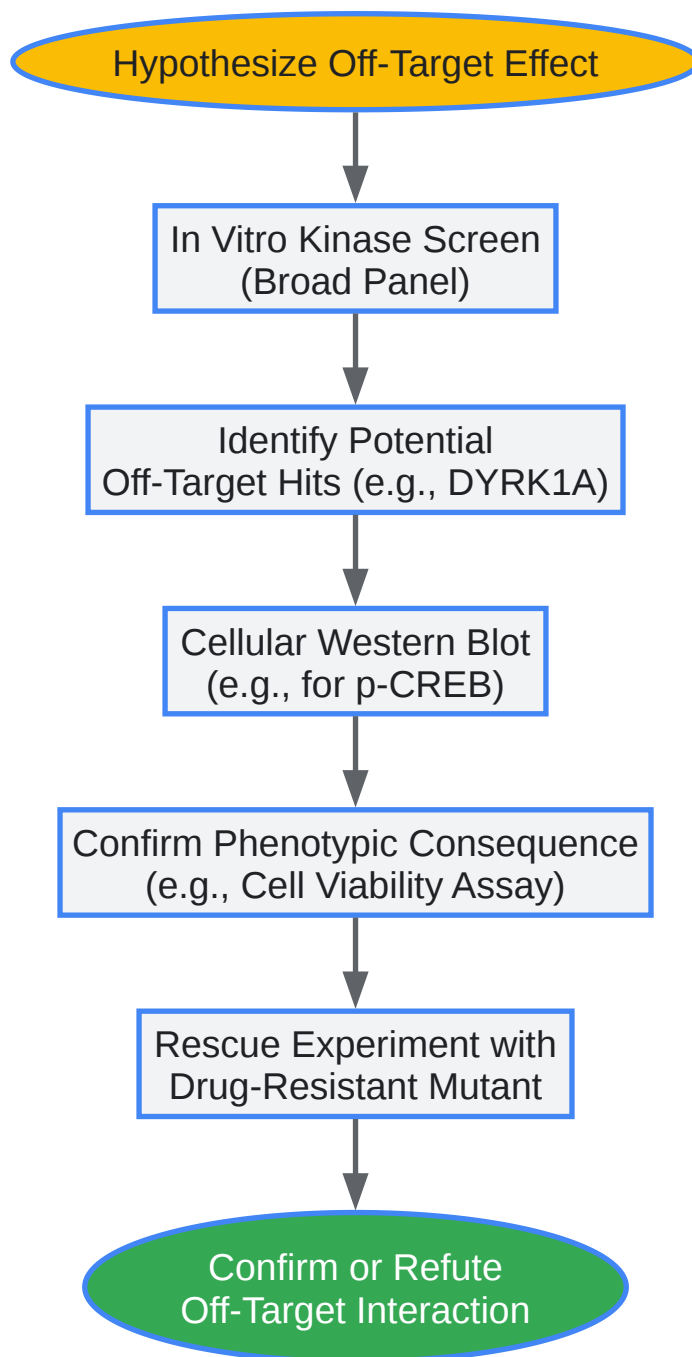 Hypothesize Off-Target Effect
In Vitro Kinase Screen
(Broad Panel)
Identify Potential
Off-Target Hits (e.g., DYRK1A)
Cellular Western Blot
(e.g., for p-CREB)
Confirm Phenotypic Consequence
(e.g., Cell Viability Assay)
Rescue Experiment with
Drug-Resistant Mutant
Confirm or Refute
Off-Target Interaction